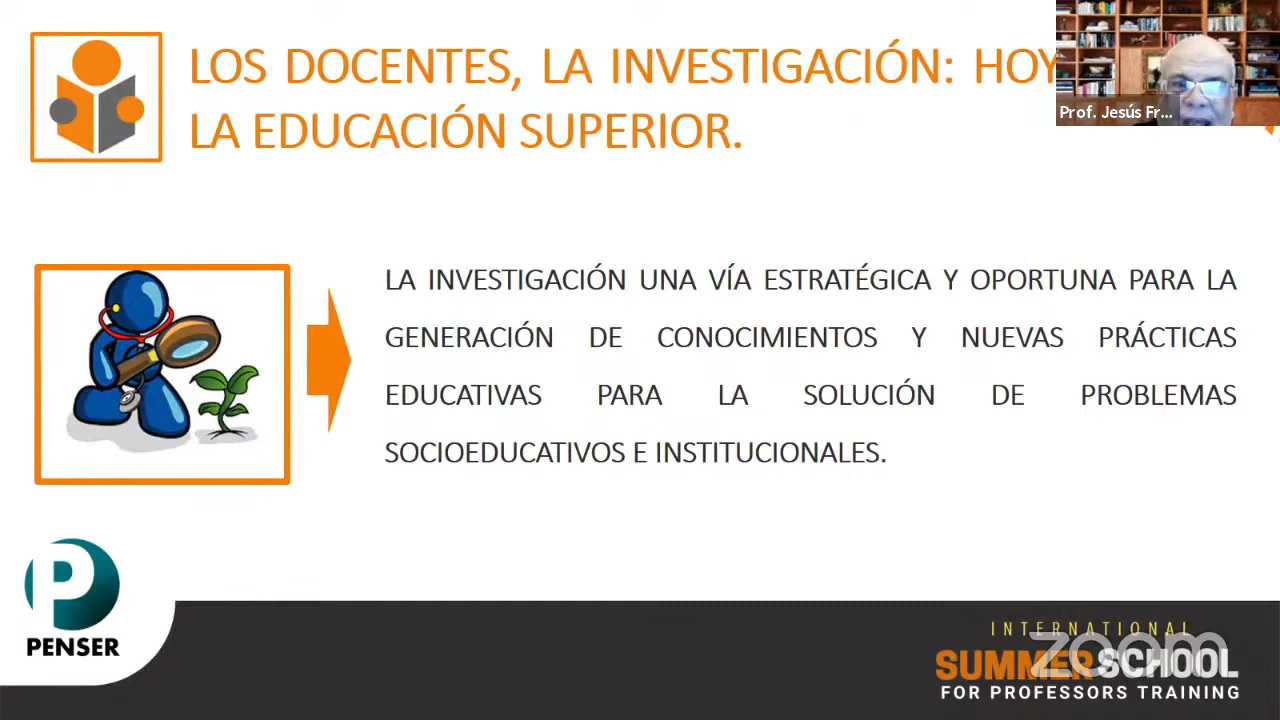 LOS DOCENTES, LA INVESTIGACIÓN: HOY
LA EDUCACIÓN SUPERIOR.
Prof. Jesús Fr...
LA INVESTIGACIÓN UNA VÍA ESTRATÉGICA Y OPORTUNA PARA LA
GENERACIÓN DE CONOCIMIENTOS Y NUEVAS PRÁCTICAS
EDUCATIVAS PARA LA SOLUCIÓN DE PROBLEMAS
SOCIOEDUCATIVOS E INSTITUCIONALES.
P
PENSER
INTERNATIONAL
zoom
SUMMER SCHOOL
FOR PROFESSORS TRAINING